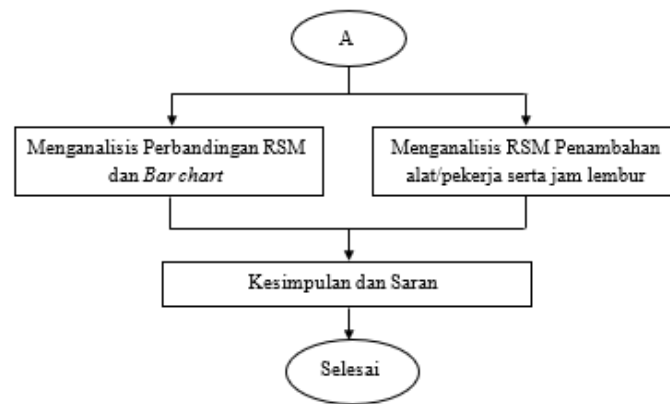 A
Menganalisis Perbandingan RSM
dan Bar chart
Menganalisis RSM Penambahan
alat/pekerja serta jam lembur
Kesimpulan dan Saran
Selesai